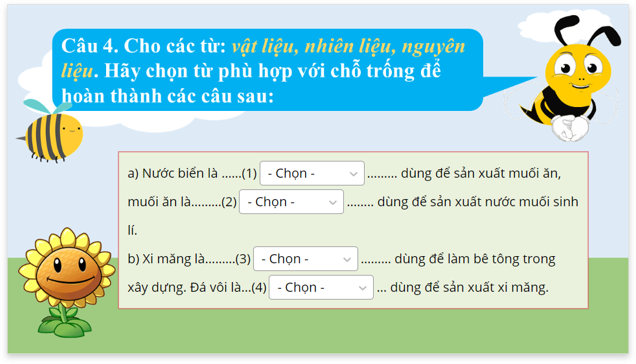 Câu 4. Cho các từ: vật liệu, nhiên liệu, nguyên
liệu. Hãy chọn từ phù hợp với chỗ trống để
hoàn thành các câu sau:
a) Nước biển là ......(1) - Chọn - ......... dùng để sản xuất muối ăn,
muối ăn là.........(2) - Chọn - ........ dùng để sản xuất nước muối sinh
lí.
b) Xi măng là.........(3) - Chọn - ......... dùng để làm bê tông trong
xây dựng. Đá vôi là...(4) - Chọn - ... dùng để sản xuất xi măng.